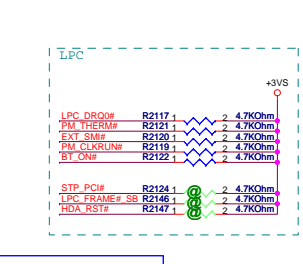 LPC
+3VS
LPC_DRQ0# R2117 1 2 4.7KOhm
PM_THERM# R2121 1 2 4.7KOhm
EXT_SMI# R2120 1 2 4.7KOhm
PM_CLKRUN# R2119 1 2 4.7KOhm
BT_ON# R2122 1 2 4.7KOhm
STP_PCI# R2124 1 @ 2 4.7KOhm
LPC_FRAME#_SB R2146 1 @ 2 4.7KOhm
HDA_RST# R2147 1 @ 2 4.7KOhm